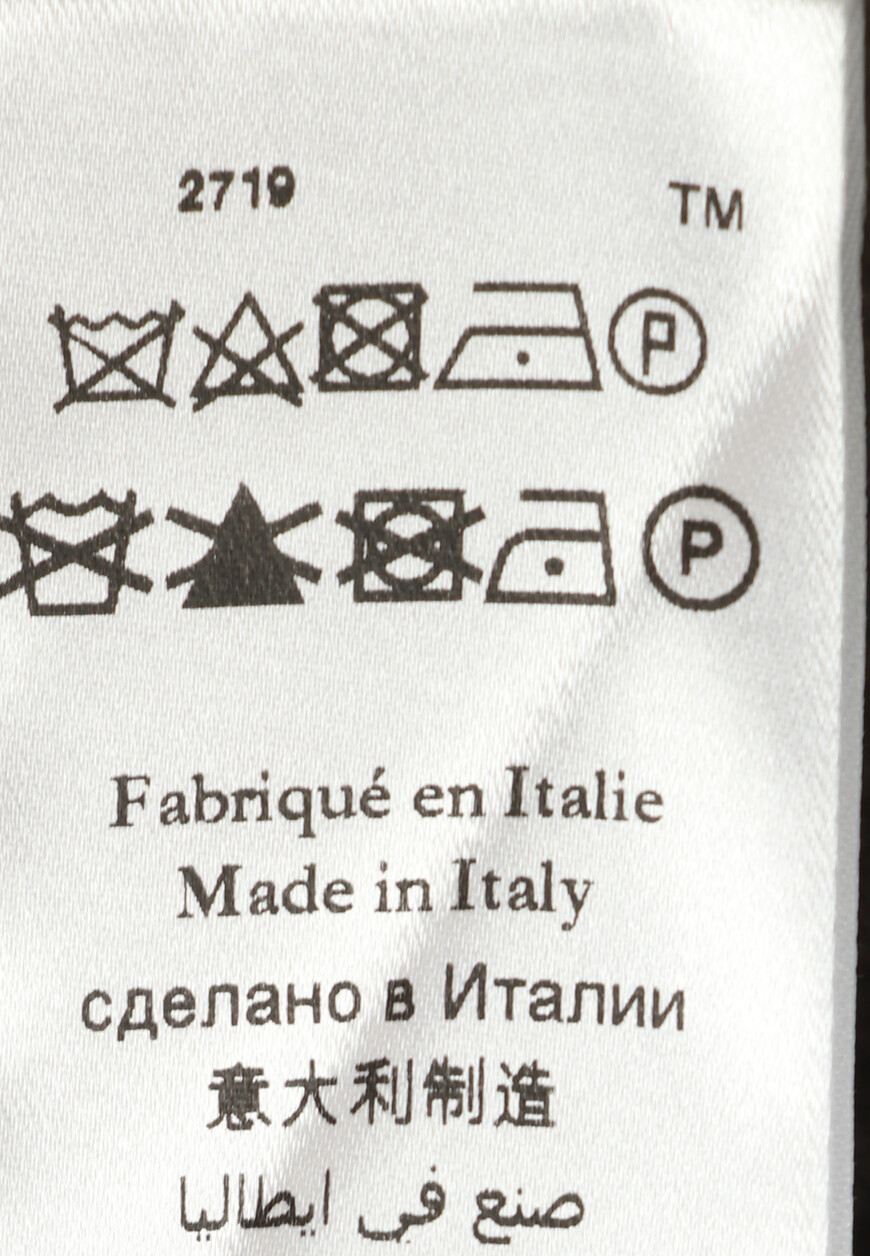 2719 TM
P
P
Fabriqué en Italie
Made in Italy
сделано в Италии
意大利制造
صنع في ايطاليا